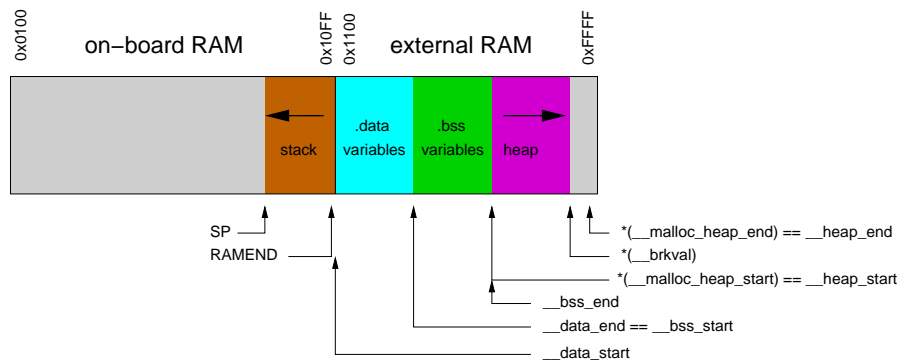 0x0100
on−board RAM
0x10FF
0x1100
external RAM
0xFFFF
stack
.data
variables
.bss
variables
heap
SP
RAMEND
*(__malloc_heap_end) == __heap_end
*(__brkval)
*(__malloc_heap_start) == __heap_start
__bss_end
__data_end == __bss_start
__data_start